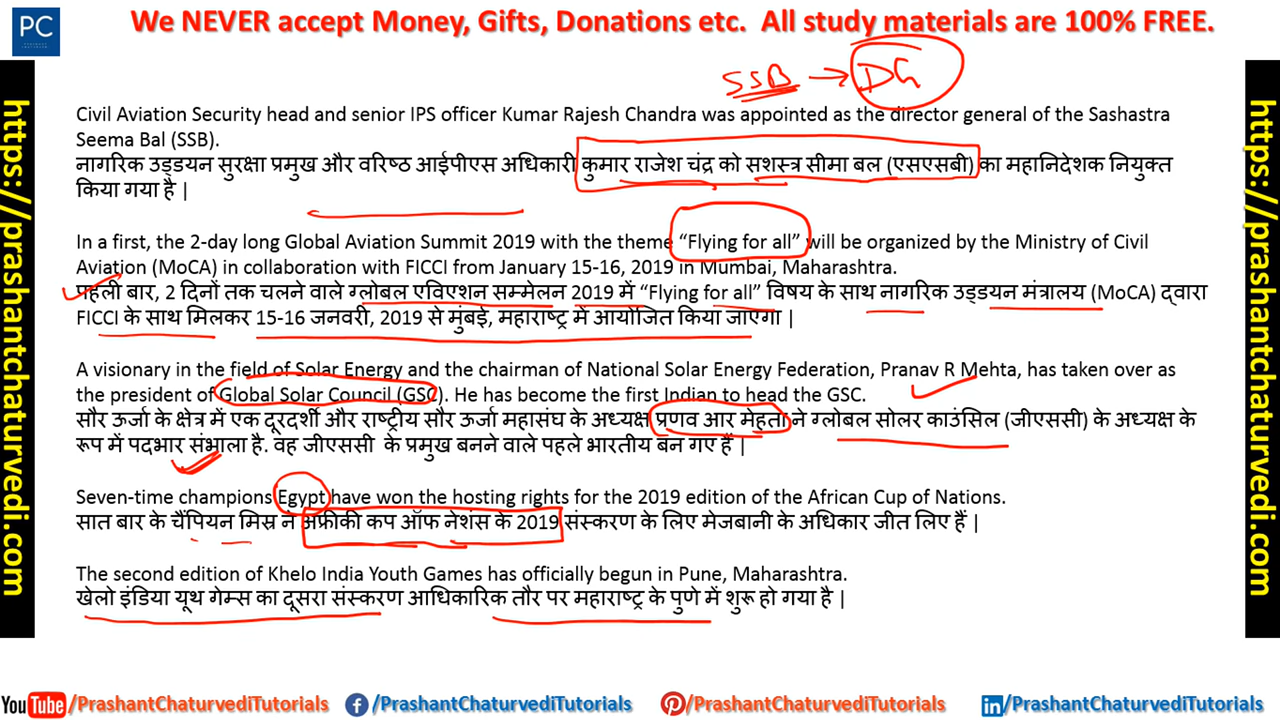 PC
We NEVER accept Money, Gifts, Donations etc. All study materials are 100% FREE.
SSB → DG
Civil Aviation Security head and senior IPS officer Kumar Rajesh Chandra was appointed as the director general of the Sashastra
Seema Bal (SSB).
नागरिक उड्डयन सुरक्षा प्रमुख और वरिष्ठ आईपीएस अधिकारी कुमार राजेश चंद्र को सशस्त्र सीमा बल (एसएसबी) का महानिदेशक नियुक्त
किया गया है |
In a first, the 2-day long Global Aviation Summit 2019 with the theme “Flying for all” will be organized by the Ministry of Civil
Aviation (MoCA) in collaboration with FICCI from January 15-16, 2019 in Mumbai, Maharashtra.
पहली बार, 2 दिनों तक चलने वाले ग्लोबल एविएशन सम्मेलन 2019 में “Flying for all” विषय के साथ नागरिक उड्डयन मंत्रालय (MoCA) द्वारा
FICCI के साथ मिलकर 15-16 जनवरी, 2019 से मुंबई, महाराष्ट्र में आयोजित किया जाएगा |
A visionary in the field of Solar Energy and the chairman of National Solar Energy Federation, Pranav R Mehta, has taken over as
the president of Global Solar Council (GSC). He has become the first Indian to head the GSC.
सौर ऊर्जा के क्षेत्र में एक दूरदर्शी और राष्ट्रीय सौर ऊर्जा महासंघ के अध्यक्ष प्रणव आर मेहता ने ग्लोबल सोलर काउंसिल (जीएससी) के अध्यक्ष के
रूप में पदभार संभाला है. वह जीएससी के प्रमुख बनने वाले पहले भारतीय बन गए हैं |
Seven-time champions Egypt have won the hosting rights for the 2019 edition of the African Cup of Nations.
सात बार के चैंपियन मिस्र ने अफ्रीकी कप ऑफ नेशंस के 2019 संस्करण के लिए मेजबानी के अधिकार जीत लिए हैं |
The second edition of Khelo India Youth Games has officially begun in Pune, Maharashtra.
खेलो इंडिया यूथ गेम्स का दूसरा संस्करण आधिकारिक तौर पर महाराष्ट्र के पुणे में शुरू हो गया है |
https://prashantchaturvedi.com
https://prashantchaturvedi.com
YouTube/PrashantChaturvediTutorials
f/PrashantChaturvediTutorials
/PrashantChaturvediTutorials
in/PrashantChaturvediTutorials